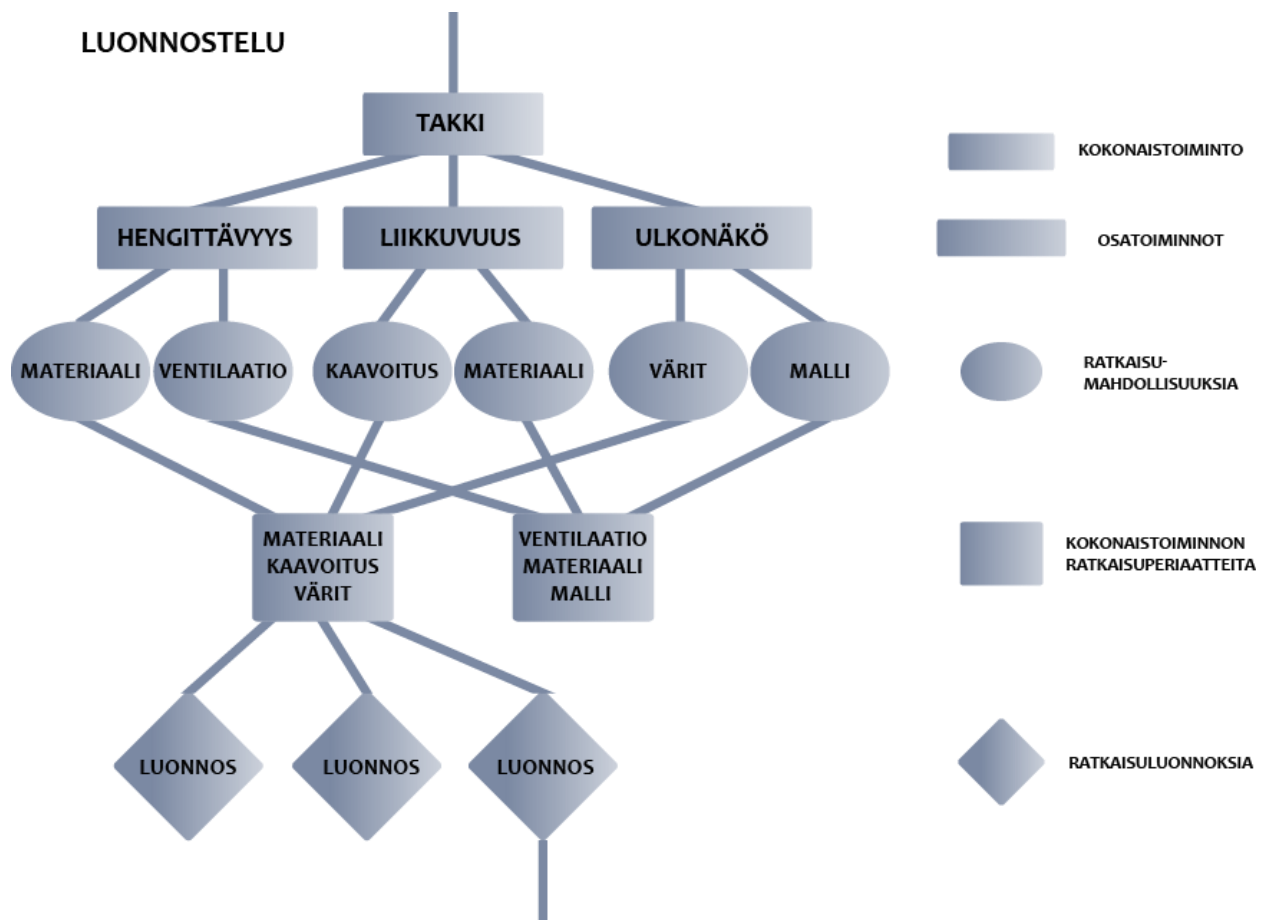 LUONNOSTELU
TAKKI
HENGITTÄVYYS
LIIKKUVUUS
ULKONÄKÖ
MATERIAALI
VENTILAATIO
KAAVOITUS
MATERIAALI
VÄRIT
MALLI
MATERIAALI
KAAVOITUS
VÄRIT
VENTILAATIO
MATERIAALI
MALLI
LUONNOS
LUONNOS
LUONNOS
KOKONAISTOIMINTO
OSATOIMINNOT
RATKAISU-
MAHDOLLISUUKSIA
KOKONAISTOIMINNON
RATKAISUPERIAATTEITA
RATKAISULUONNOKSIA